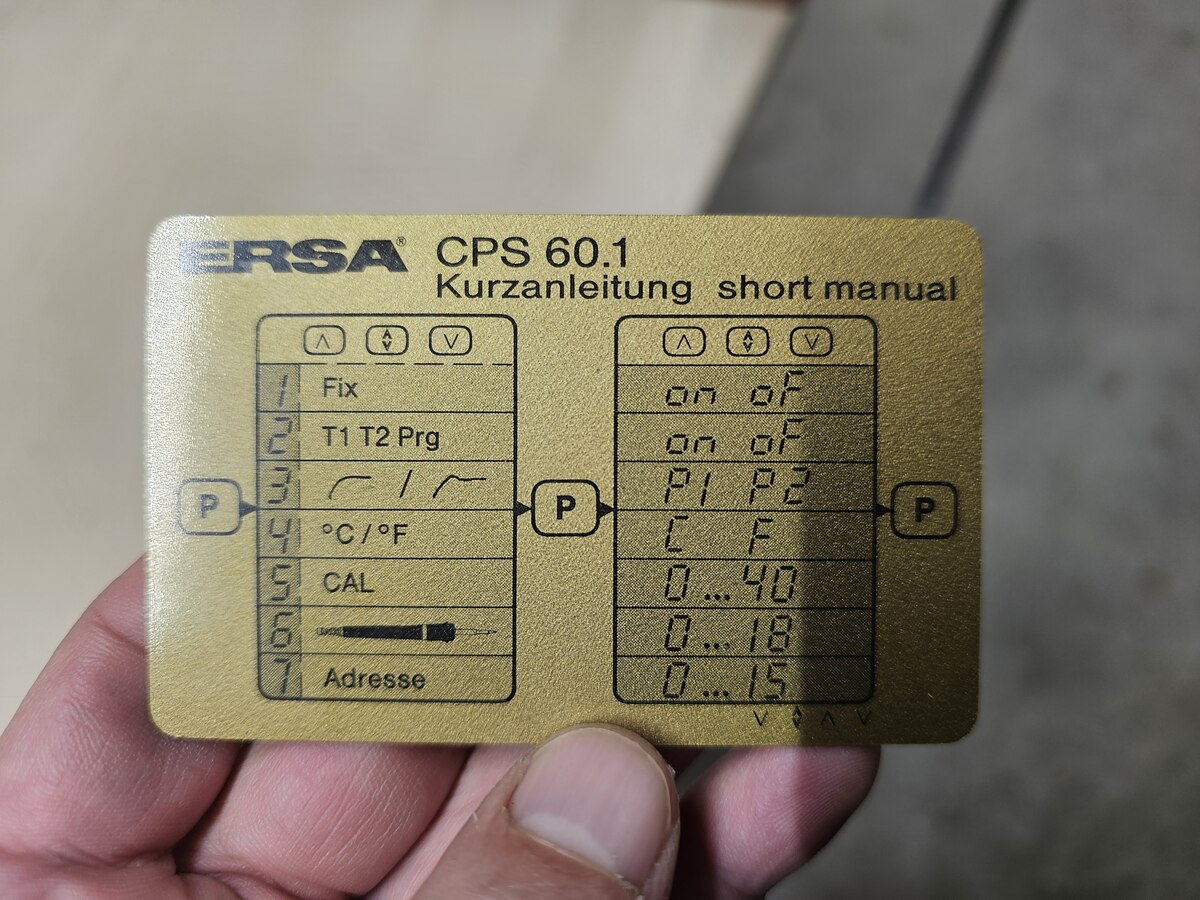 ERSA® CPS 60.1
Kurzanleitung short manual
1 Fix on oF
2 T1 T2 Prg on oF
3 / P1 P2
P P P
4 °C / °F C F
5 CAL 0...40
6 0...18
7 Adresse 0...15